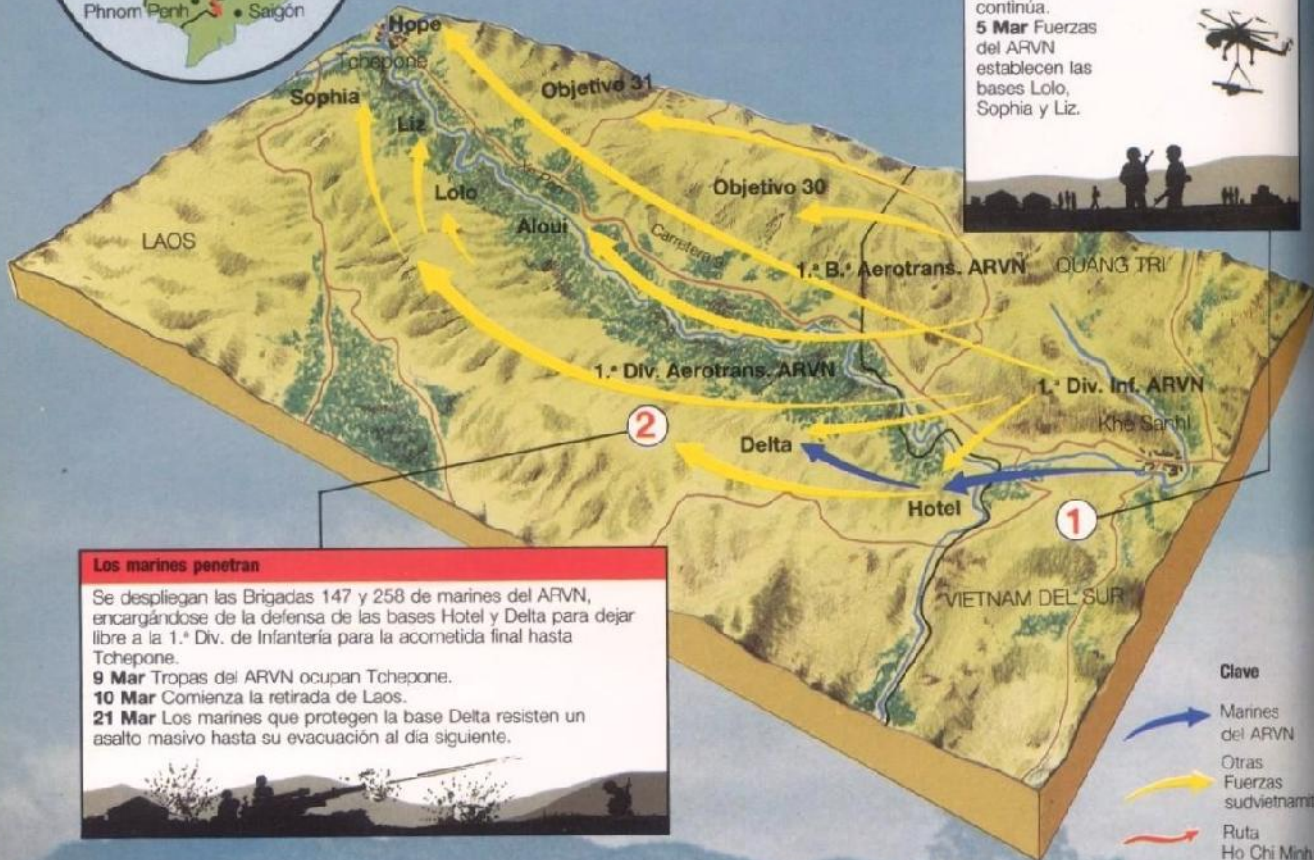 Phnom Penh
Saigón
continúa.
5 Mar Fuerzas
del ARVN
establecen las
bases Lolo,
Sophia y Liz.
Hope
Tchepone
Sophia
Objetivo 31
Liz
Lolo
Objetivo 30
Aloui
LAOS
Carretera 9
1.ª B.ª Aerotrans. ARVN
QUANG TRI
1.ª Div. Aerotrans. ARVN
1.ª Div. Inf. ARVN
Khe Sanh
2
Delta
Hotel
1
VIETNAM DEL SUR
Los marines penetran
Se despliegan las Brigadas 147 y 258 de marines del ARVN,
encargándose de la defensa de las bases Hotel y Delta para dejar
libre a la 1.ª Div. de Infantería para la acometida final hasta
Tchepone.
9 Mar Tropas del ARVN ocupan Tchepone.
10 Mar Comienza la retirada de Laos.
21 Mar Los marines que protegen la base Delta resisten un
asalto masivo hasta su evacuación al día siguiente.
Clave
Marines
del ARVN
Otras
Fuerzas
sudvietnamit
Ruta
Ho Chi Minh